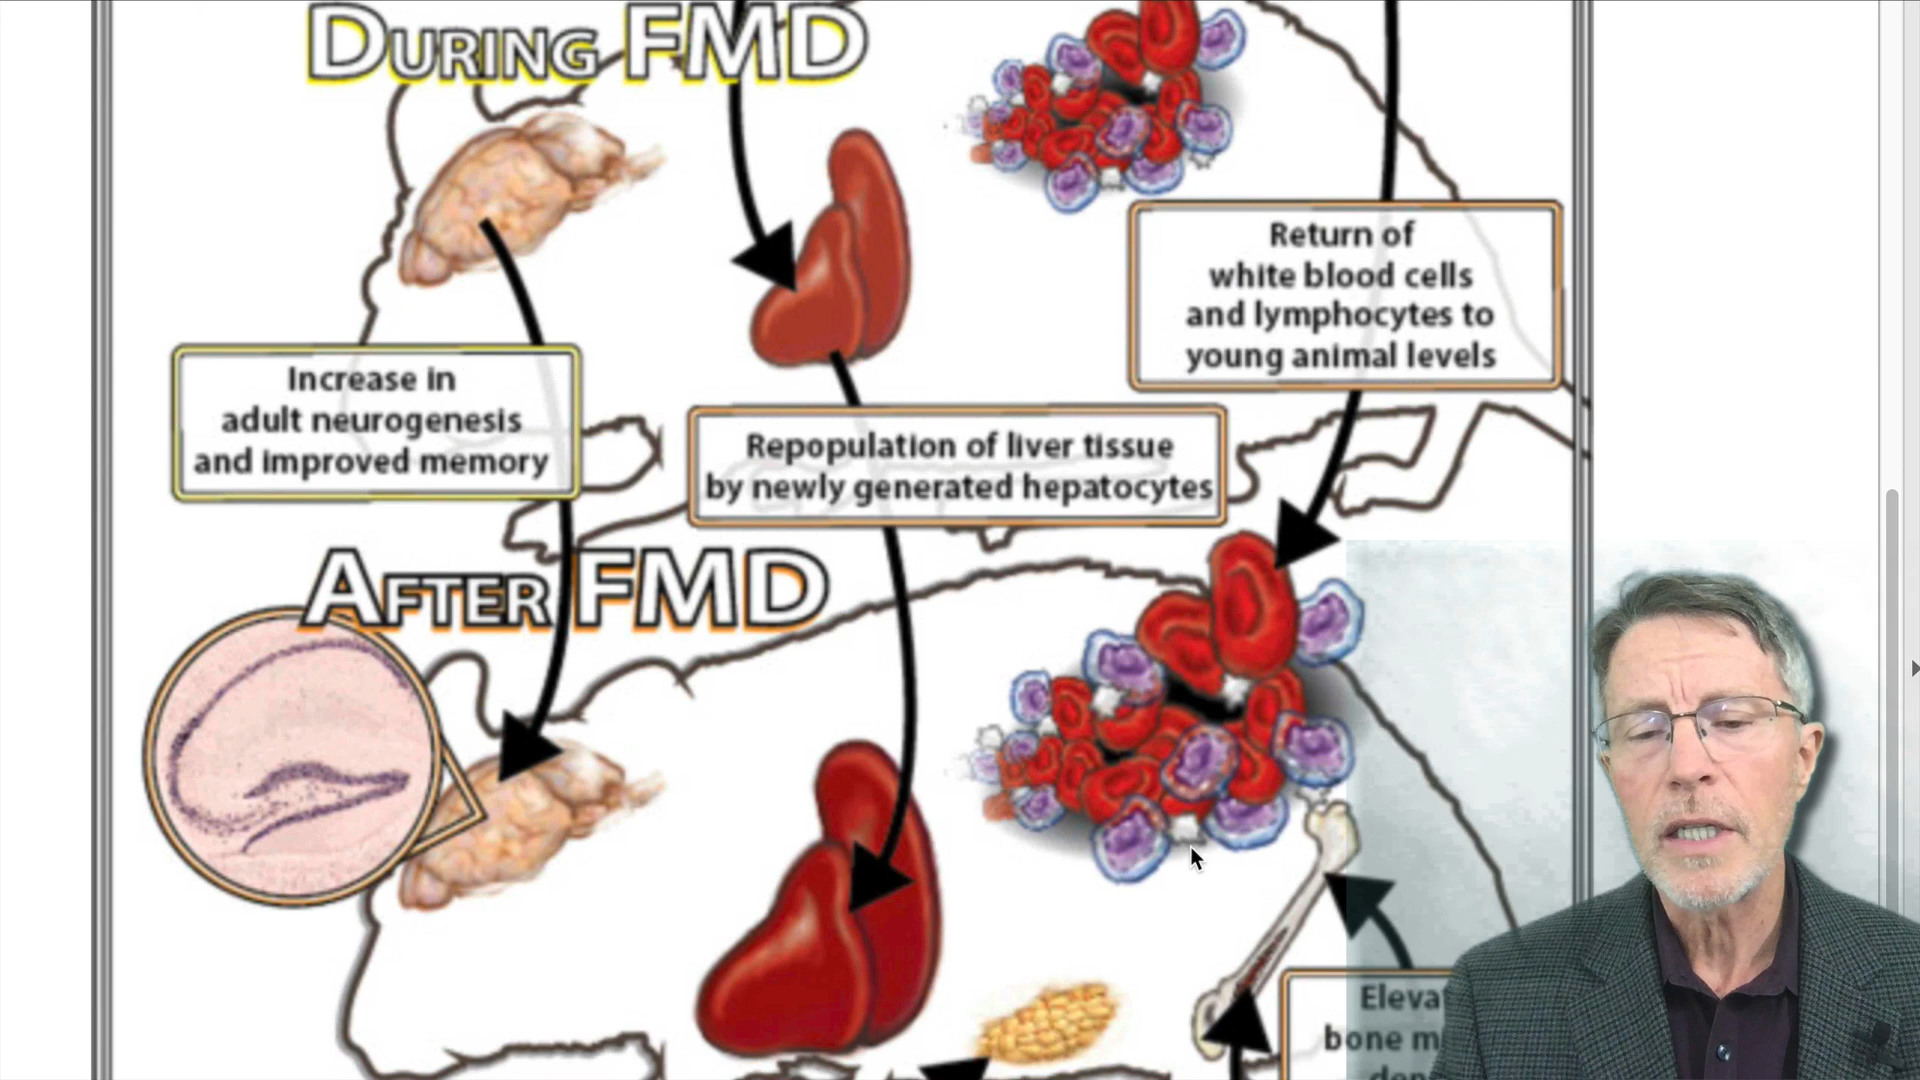 DURING FMD
Return of
white blood cells
and lymphocytes to
young animal levels
Increase in
adult neurogenesis
and improved memory
Repopulation of liver tissue
by newly generated hepatocytes
AFTER FMD
bone